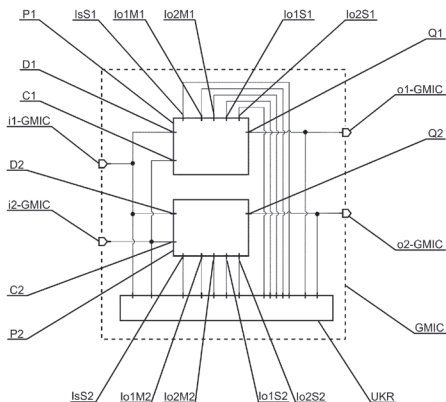 P1 IsS1 Io1M1 Io2M1 Io1S1 Io2S1
Q1
D1
C1
o1-GMIC
i1-GMIC
Q2
D2
i2-GMIC
o2-GMIC
C2
P2
GMIC
IsS2 Io1M2 Io2M2 Io1S2 Io2S2 UKR